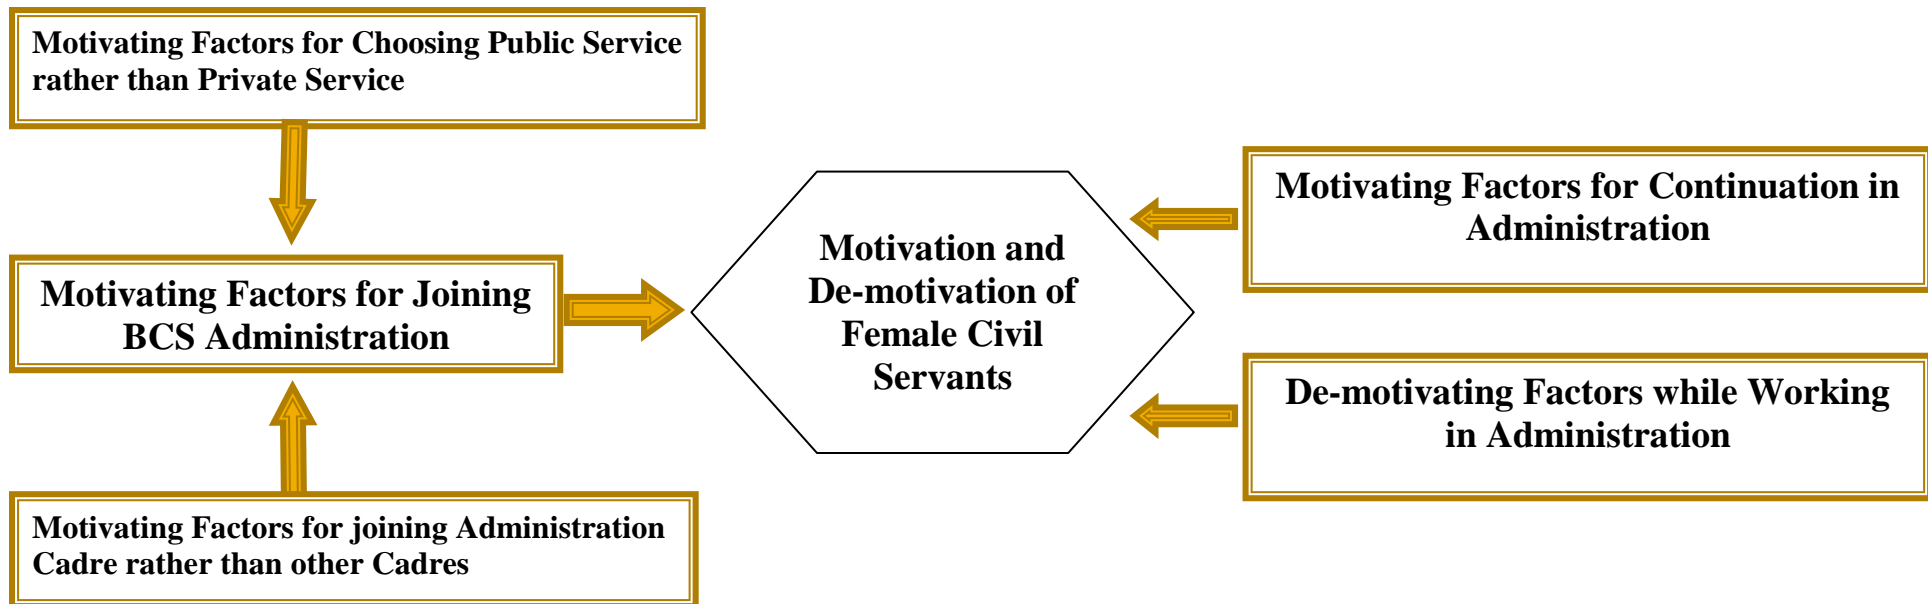 Motivating Factors for Choosing Public Service
rather than Private Service
Motivating Factors for Joining
BCS Administration
Motivating Factors for joining Administration
Cadre rather than other Cadres
Motivation and
De-motivation of
Female Civil
Servants
Motivating Factors for Continuation in
Administration
De-motivating Factors while Working
in Administration